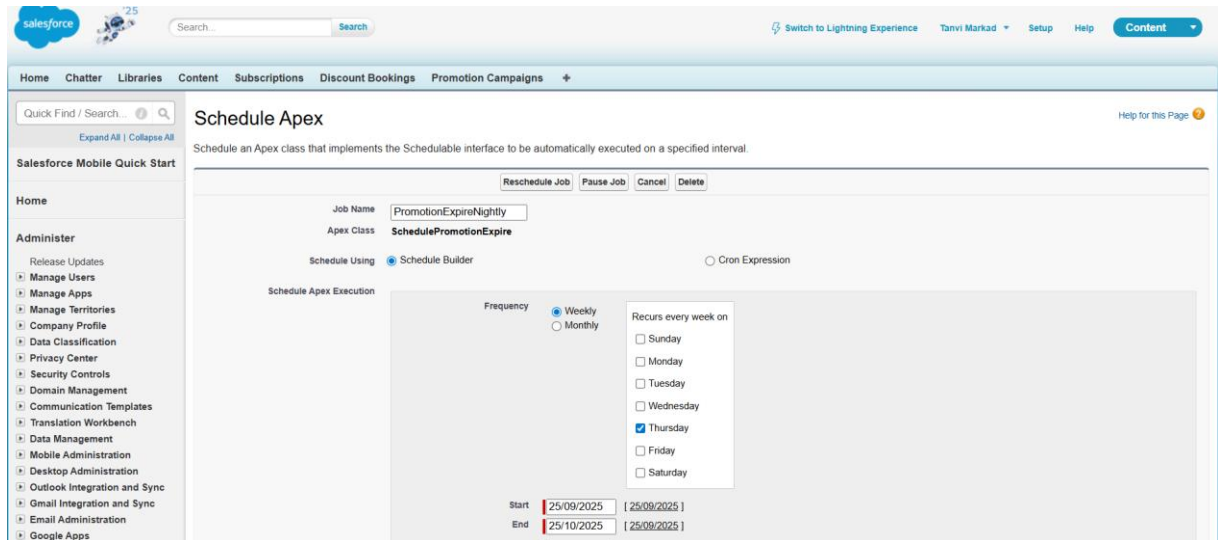 '25
salesforce
Search...
Search
Switch to Lightning Experience
Tanvi Markad
Setup
Help
Content
Home Chatter Libraries Content Subscriptions Discount Bookings Promotion Campaigns +
Quick Find / Search...
Expand All | Collapse All
Salesforce Mobile Quick Start
Home
Administer
Release Updates
Manage Users
Manage Apps
Manage Territories
Company Profile
Data Classification
Privacy Center
Security Controls
Domain Management
Communication Templates
Translation Workbench
Data Management
Mobile Administration
Desktop Administration
Outlook Integration and Sync
Gmail Integration and Sync
Email Administration
Google Apps
Schedule Apex
Help for this Page
Schedule an Apex class that implements the Schedulable interface to be automatically executed on a specified interval.
Reschedule Job Pause Job Cancel Delete
Job Name PromotionExpireNightly
Apex Class SchedulePromotionExpire
Schedule Using Schedule Builder Cron Expression
Schedule Apex Execution
Frequency Weekly
Monthly
Recurs every week on
Sunday
Monday
Tuesday
Wednesday
Thursday
Friday
Saturday
Start 25/09/2025 [ 25/09/2025 ]
End 25/10/2025 [ 25/09/2025 ]